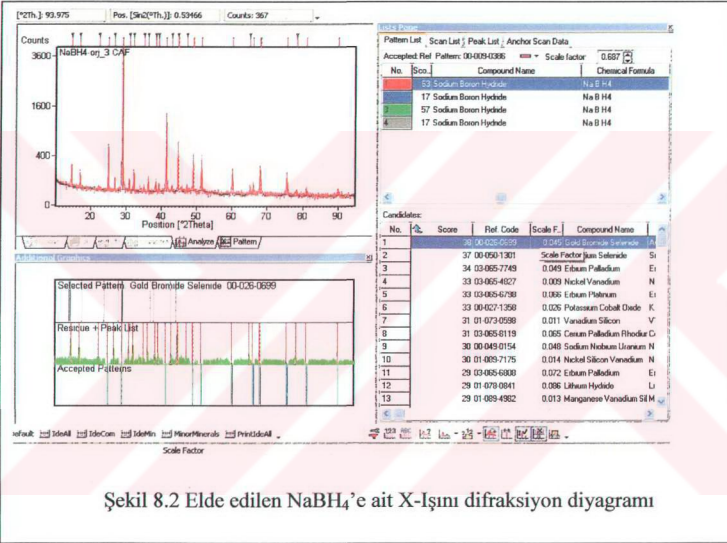 [°2Th.]: 93.975 Pos. [Sin2(°Th.)]: 0.53466 Counts: 367
Counts
NaBH4-orj_3 CAF
3600
1600
400
0
20 30 40 50 60 70 80 90
Position [°2Theta]
Analyze Pattern
Additional Graphics
Selected Pattern: Gold Bromide Selenide 00-026-0699
Residue + Peak List
Accepted Patterns
Lists Pane
Pattern List Scan List Peak List Anchor Scan Data
Accepted Ref. Pattern: 00-009-0386 Scale factor 0.687
No. Sco... Compound Name Chemical Formula
63 Sodium Boron Hydride Na B H4
17 Sodium Boron Hydride Na B H4
3 57 Sodium Boron Hydride Na B H4
4 17 Sodium Boron Hydride Na B H4
Candidates:
No. Score Ref. Code Scale F... Compound Name
1 38 00-026-0699 0.045 Gold Bromide Selenide
2 37 00-050-1301 Scale Factor ium Selenide
3 34 03-065-7749 0.049 Erbium Palladium
4 33 03-065-4827 0.009 Nickel Vanadium N
5 33 03-065-6798 0.066 Erbium Platinum
6 33 00-027-1358 0.026 Potassium Cobalt Oxide K
7 31 01-073-0598 0.011 Vanadium Silicon V
8 31 03-065-8119 0.065 Cerium Palladium Rhodiur
9 30 00-049-0154 0.048 Sodium Niobium Uranium N
10 30 01-089-7175 0.014 Nickel Silicon Vanadium N
11 29 03-065-6808 0.072 Erbium Palladium
12 29 01-078-0841 0.086 Lithium Hydride
13 29 01-089-4982 0.013 Manganese Vanadium Sil M
efault IdeAll IdeCom IdeMin MinorMinerals PrintIdeAll
Scale Factor
Şekil 8.2 Elde edilen NaBH₄'e ait X-Işını difraksiyon diyagramı